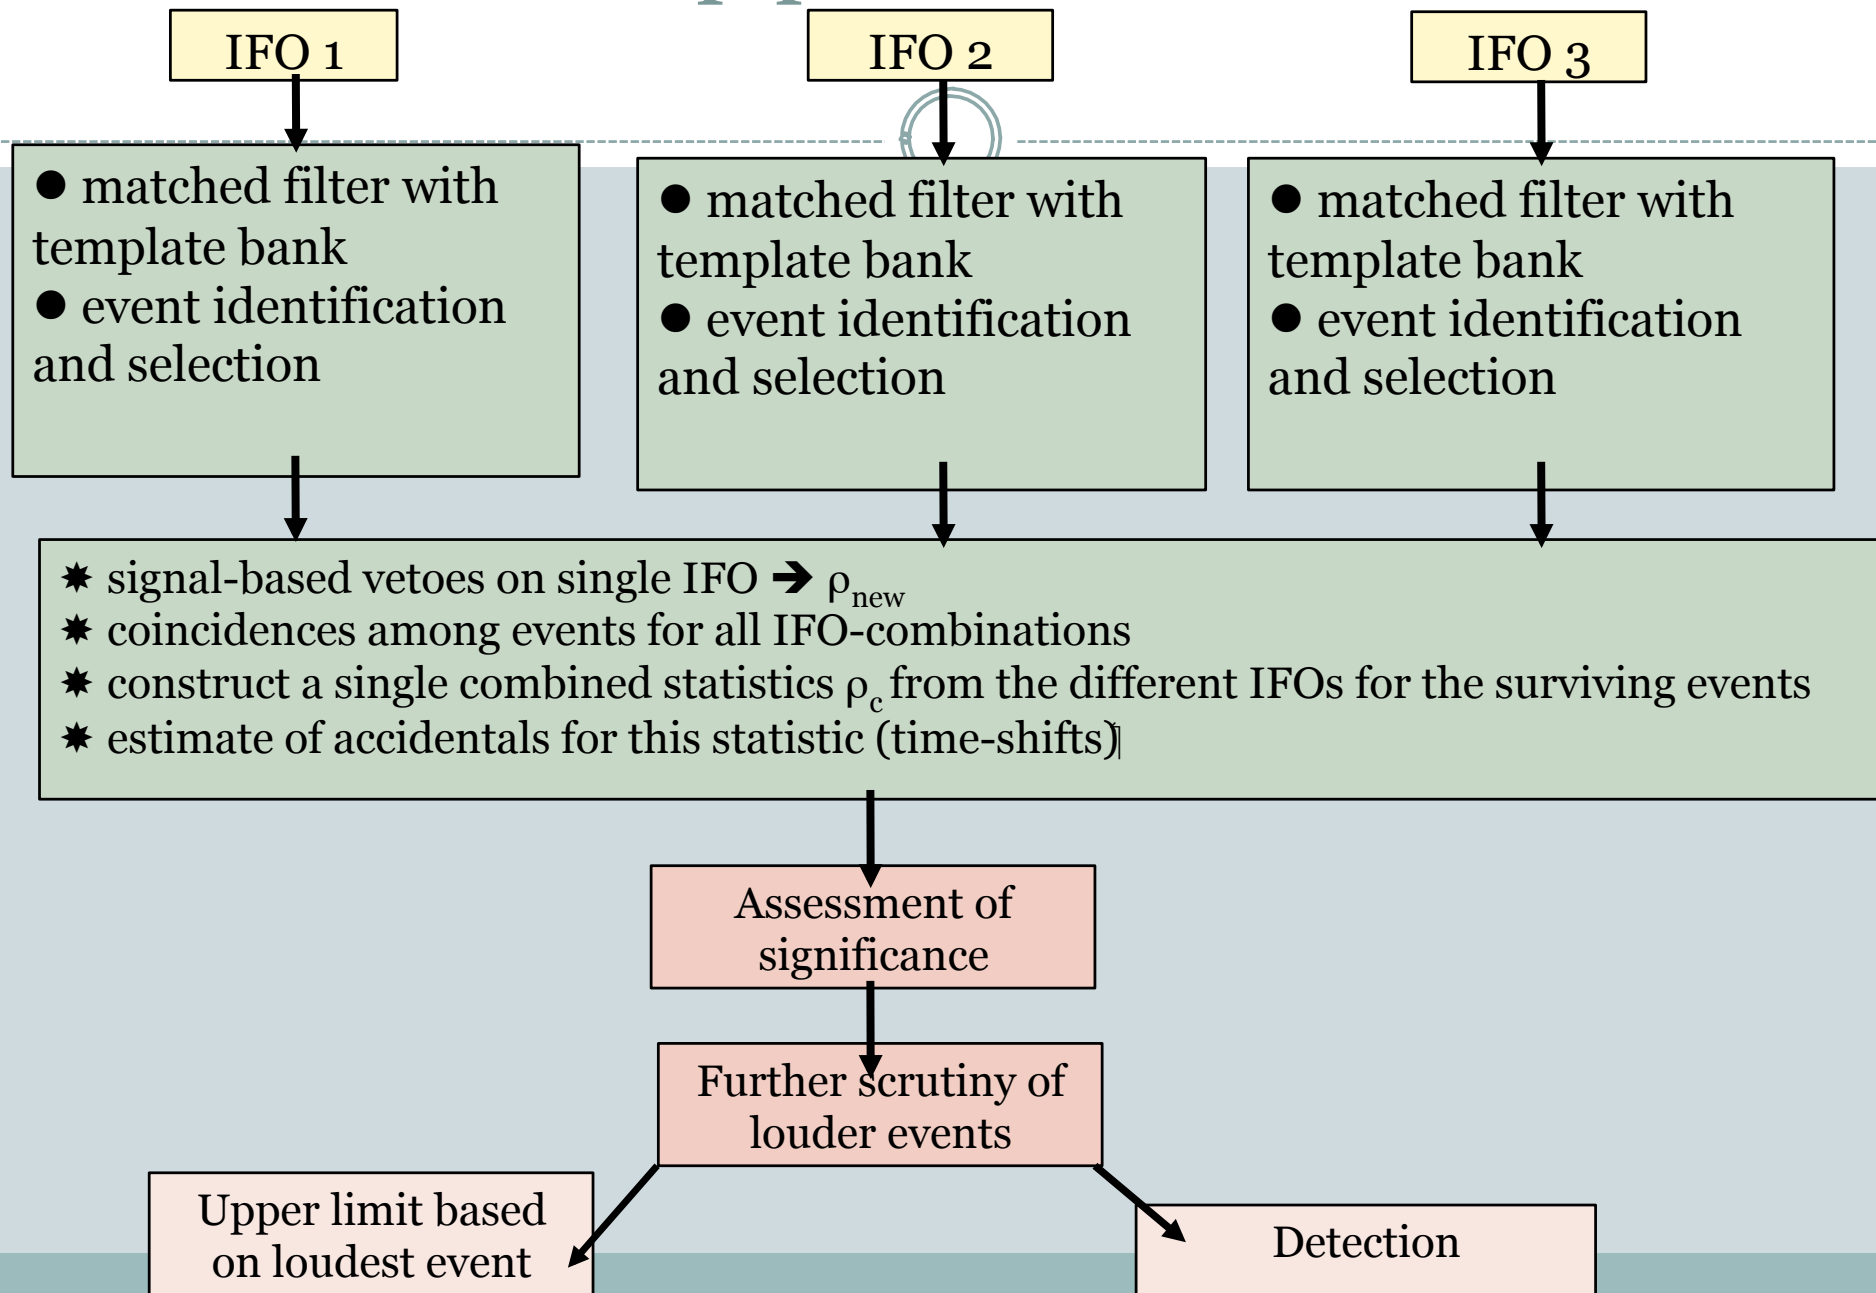 IFO 1
IFO 2
IFO 3
● matched filter with
template bank
● event identification
and selection
● matched filter with
template bank
● event identification
and selection
● matched filter with
template bank
● event identification
and selection
✷ signal-based vetoes on single IFO ➔ ρnew
✷ coincidences among events for all IFO-combinations
✷ construct a single combined statistics ρc from the different IFOs for the surviving events
✷ estimate of accidentals for this statistic (time-shifts)
Assessment of
significance
Further scrutiny of
louder events
Upper limit based
on loudest event
Detection